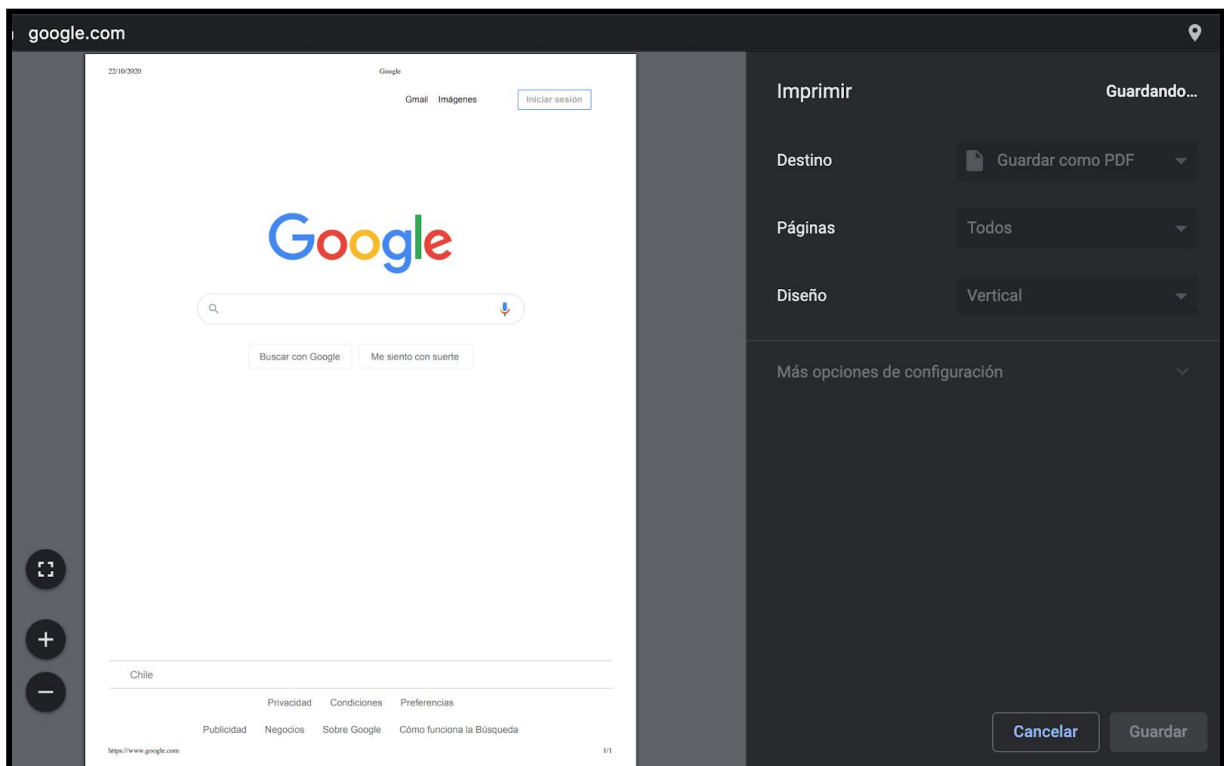 google.com
22/10/2020 Google
Gmail Imágenes Iniciar sesión
Google
Buscar con Google Me siento con suerte
Chile
Privacidad Condiciones Preferencias
Publicidad Negocios Sobre Google Cómo funciona la Búsqueda
https://www.google.com 1/1
Imprimir Guardando...
Destino Guardar como PDF
Páginas Todos
Diseño Vertical
Más opciones de configuración
Cancelar Guardar